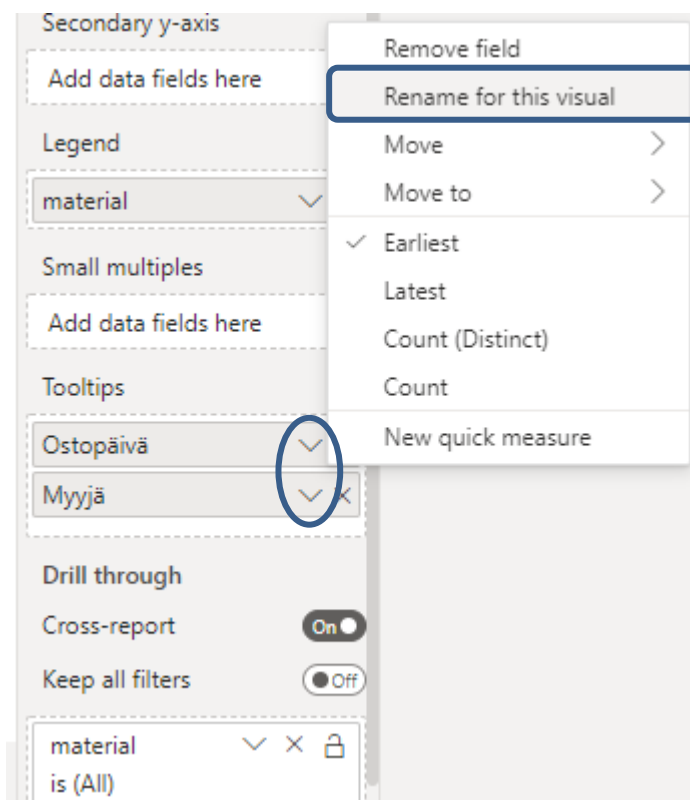 Secondary y-axis
Add data fields here
Legend
material
Small multiples
Add data fields here
Tooltips
Ostopäivä
Myyjä
Drill through
Cross-report
On
Keep all filters
Off
material
is (All)
Remove field
Rename for this visual
Move
Move to
Earliest
Latest
Count (Distinct)
Count
New quick measure